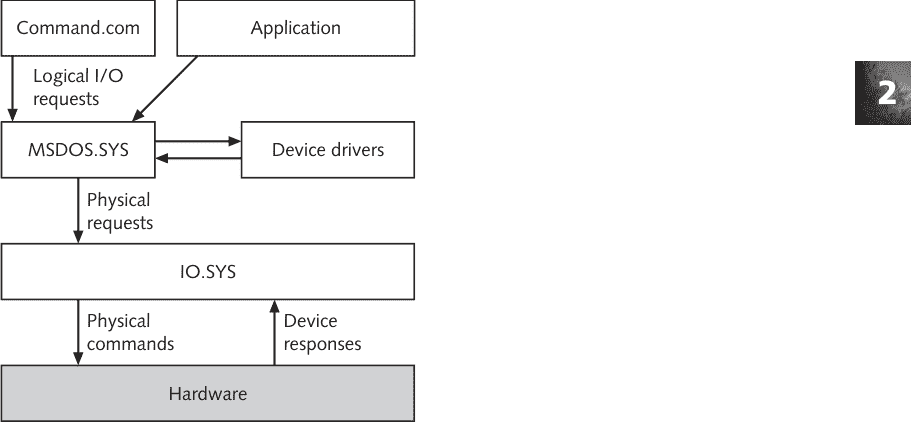 Command.com
Application
Logical I/O
requests
2
MSDOS.SYS
Device drivers
Physical
requests
IO.SYS
Physical
commands
Device
responses
Hardware